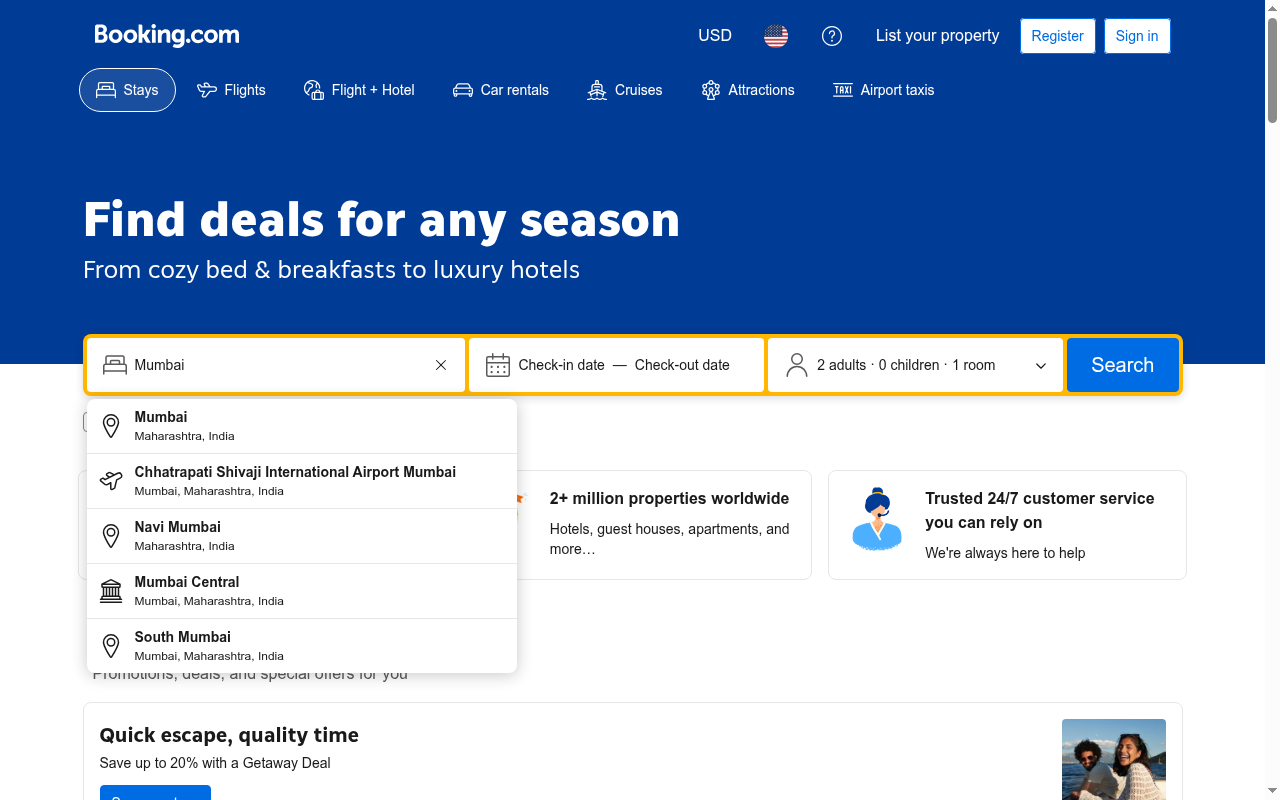 Booking.com
USD
List your property
Register
Sign in
Stays
Flights
Flight + Hotel
Car rentals
Cruises
Attractions
TAXI
Airport taxis
Find deals for any season
From cozy bed & breakfasts to luxury hotels
Mumbai
Check-in date — Check-out date
2 adults · 0 children · 1 room
Search
Mumbai
Maharashtra, India
Chhatrapati Shivaji International Airport Mumbai
Mumbai, Maharashtra, India
Navi Mumbai
Maharashtra, India
Mumbai Central
Mumbai, Maharashtra, India
South Mumbai
Mumbai, Maharashtra, India
2+ million properties worldwide
Hotels, guest houses, apartments, and
more…
Trusted 24/7 customer service
you can rely on
We're always here to help
Promotions, deals, and special offers for you
Quick escape, quality time
Save up to 20% with a Getaway Deal